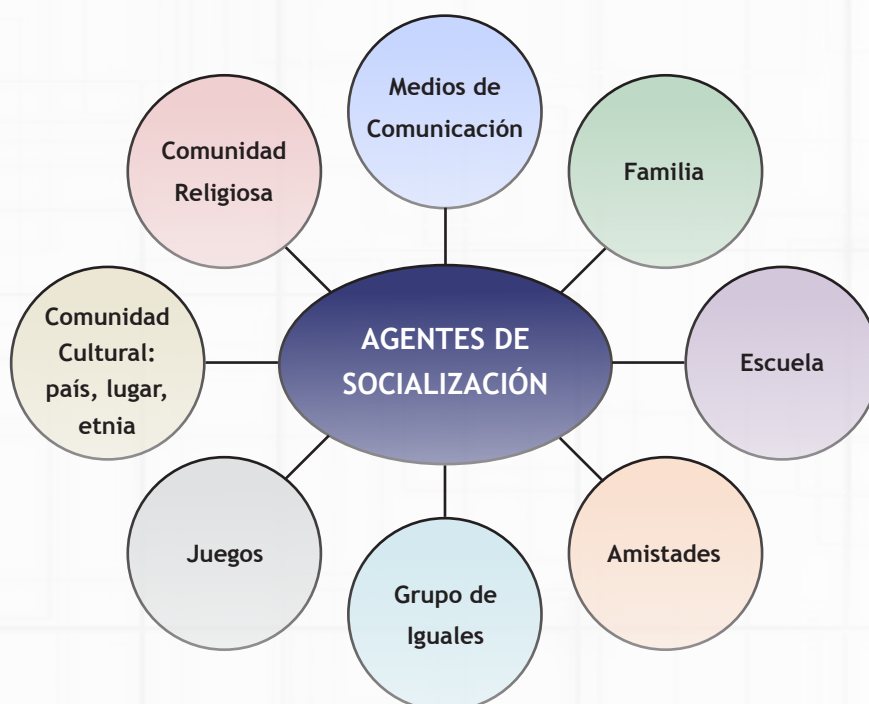 Medios de
Comunicación
Comunidad
Religiosa
Familia
Comunidad
Cultural:
país, lugar,
etnia
AGENTES DE
SOCIALIZACIÓN
Escuela
Juegos
Amistades
Grupo de
Iguales